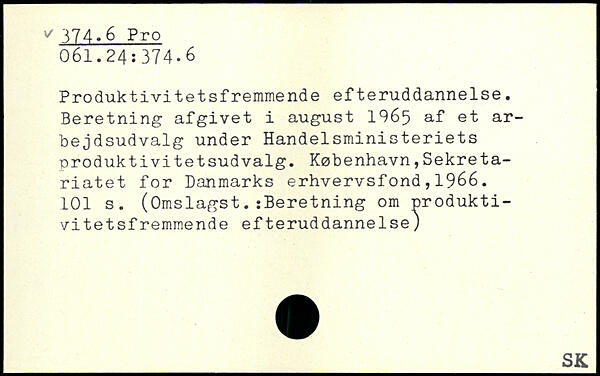 ✓ 374.6 Pro
061.24:374.6
Produktivitetsfremmende efteruddannelse.
Beretning afgivet i august 1965 af et ar-
bejdsudvalg under Handelsministeriets
produktivitetsudvalg. København,Sekreta-
riatet for Danmarks erhvervsfond,1966.
101 s. (Omslagst.:Beretning om produkti-
vitetsfremmende efteruddannelse)
SK